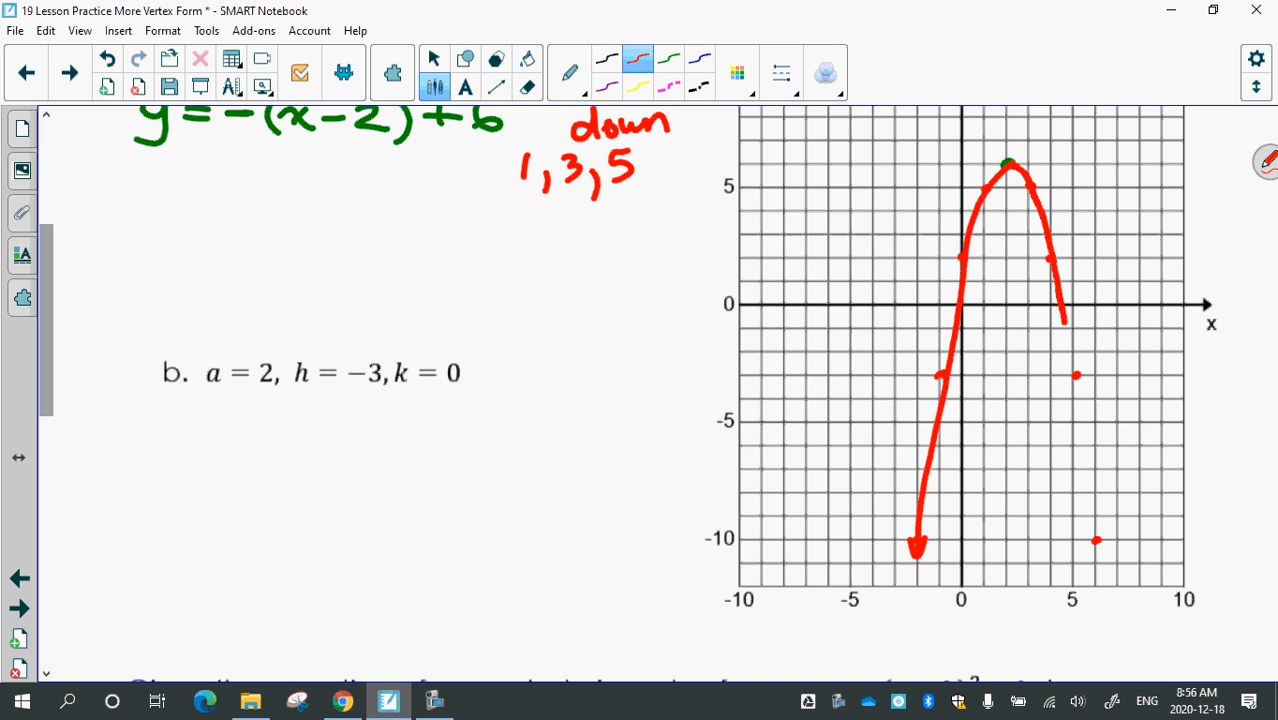 19 Lesson Practice More Vertex Form * - SMART Notebook
File Edit View Insert Format Tools Add-ons Account Help
y = -(x-2) + 6
down
1, 3, 5
b. a = 2, h = −3, k = 0
5
0
-5
-10
x
-10 -5 0 5 10
ENG
8:56 AM
2020-12-18